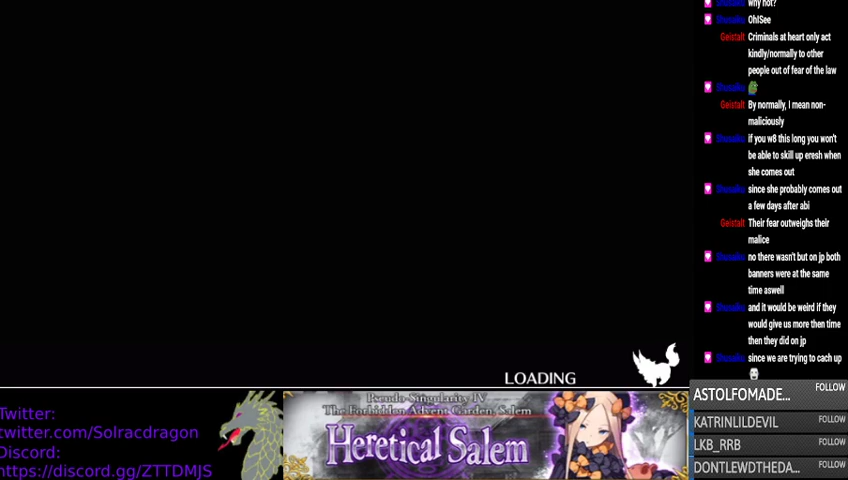 why not?
OhISee
Geistalt Criminals at heart only act
kindly/normally to other
people out of fear of the law
Geistalt By normally, I mean non-
maliciously
if you w8 this long you won't
be able to skill up eresh when
she comes out
since she probably comes out
a few days after abi
Geistalt Their fear outweighs their
malice
no there wasn't but on jp both
banners were at the same
time aswell
and it would be weird if they
would give us more then time
then they did on jp
since we are trying to cach up
LOADING
Twitter:
twitter.com/Solracdragon
Discord:
https://discord.gg/ZTTDMJS
Pseudo Singularity IV
The Forbidden Advent Garden, Salem
Heretical Salem
ASTOLFOMADE... FOLLOW
KATRINLILDEVIL FOLLOW
LKB_RRB FOLLOW
DONTLEWDTHEDA... FOLLOW